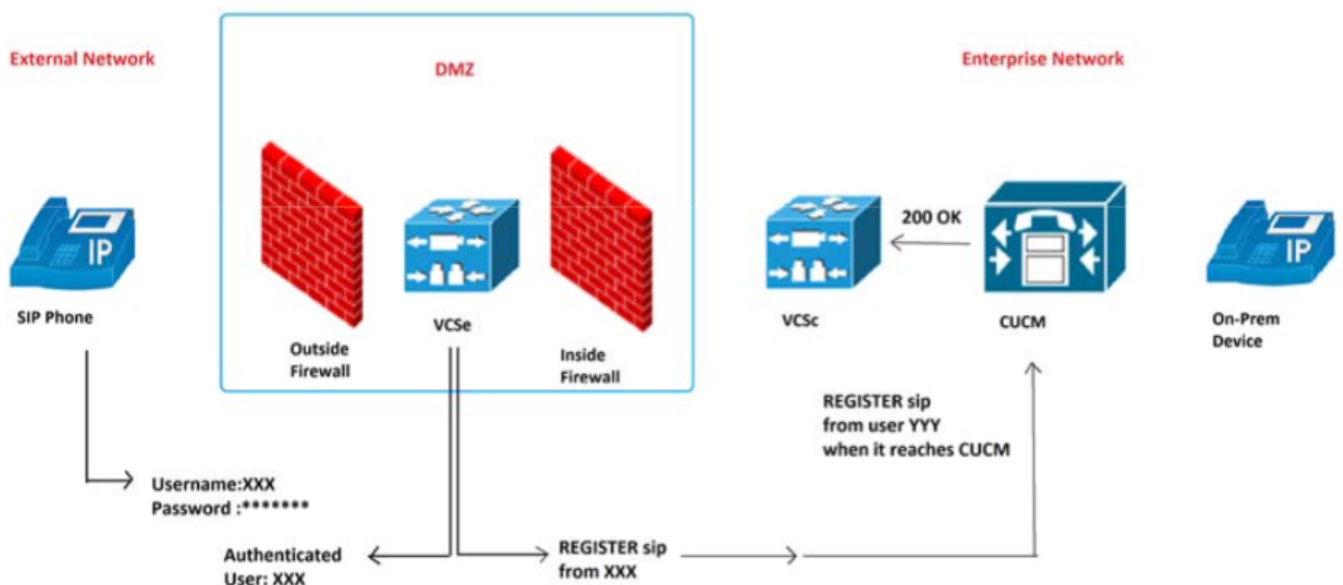 External Network
DMZ
Enterprise Network
IP
SIP Phone
Outside
Firewall
VCSe
Inside
Firewall
VCSc
200 OK
CUCM
IP
On-Prem
Device
REGISTER sip
from user YYY
when it reaches CUCM
Username:XXX
Password :*******
Authenticated
User: XXX
REGISTER sip
from XXX